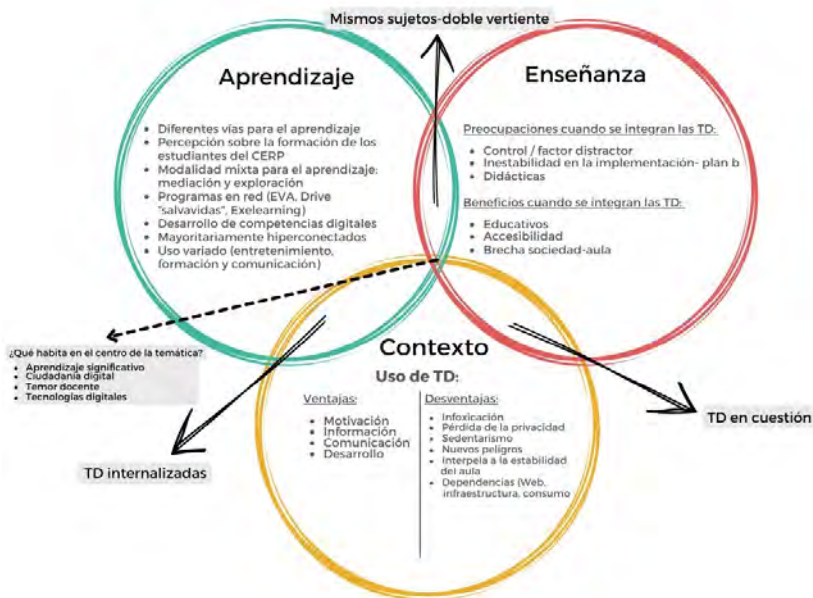 Mismos sujetos-doble vertiente
Aprendizaje
• Diferentes vías para el aprendizaje
• Percepción sobre la formación de los
estudiantes del CERP
• Modalidad mixta para el aprendizaje:
mediación y exploración
• Programas en red (EVA, Drive
"salvavidas", Exelearning)
• Desarrollo de competencias digitales
• Mayoritariamente hiperconectados
• Uso variado (entretenimiento,
formación y comunicación)
Enseñanza
Preocupaciones cuando se integran las TD:
• Control / factor distractor
• Inestabilidad en la implementación- plan b
• Didácticas
Beneficios cuando se integran las TD:
• Educativos
• Accesibilidad
• Brecha sociedad-aula
¿Qué habita en el centro de la temática?
• Aprendizaje significativo
• Ciudadanía digital
• Temor docente
• Tecnologías digitales
Contexto
Uso de TD:
Ventajas:
• Motivación
• Información
• Comunicación
• Desarrollo
Desventajas:
• Infoxicación
• Pérdida de la privacidad
• Sedentarismo
• Nuevos peligros
• Interpela a la estabilidad
del aula
• Dependencias (Web,
infraestructura, consumo
TD internalizadas
TD en cuestión